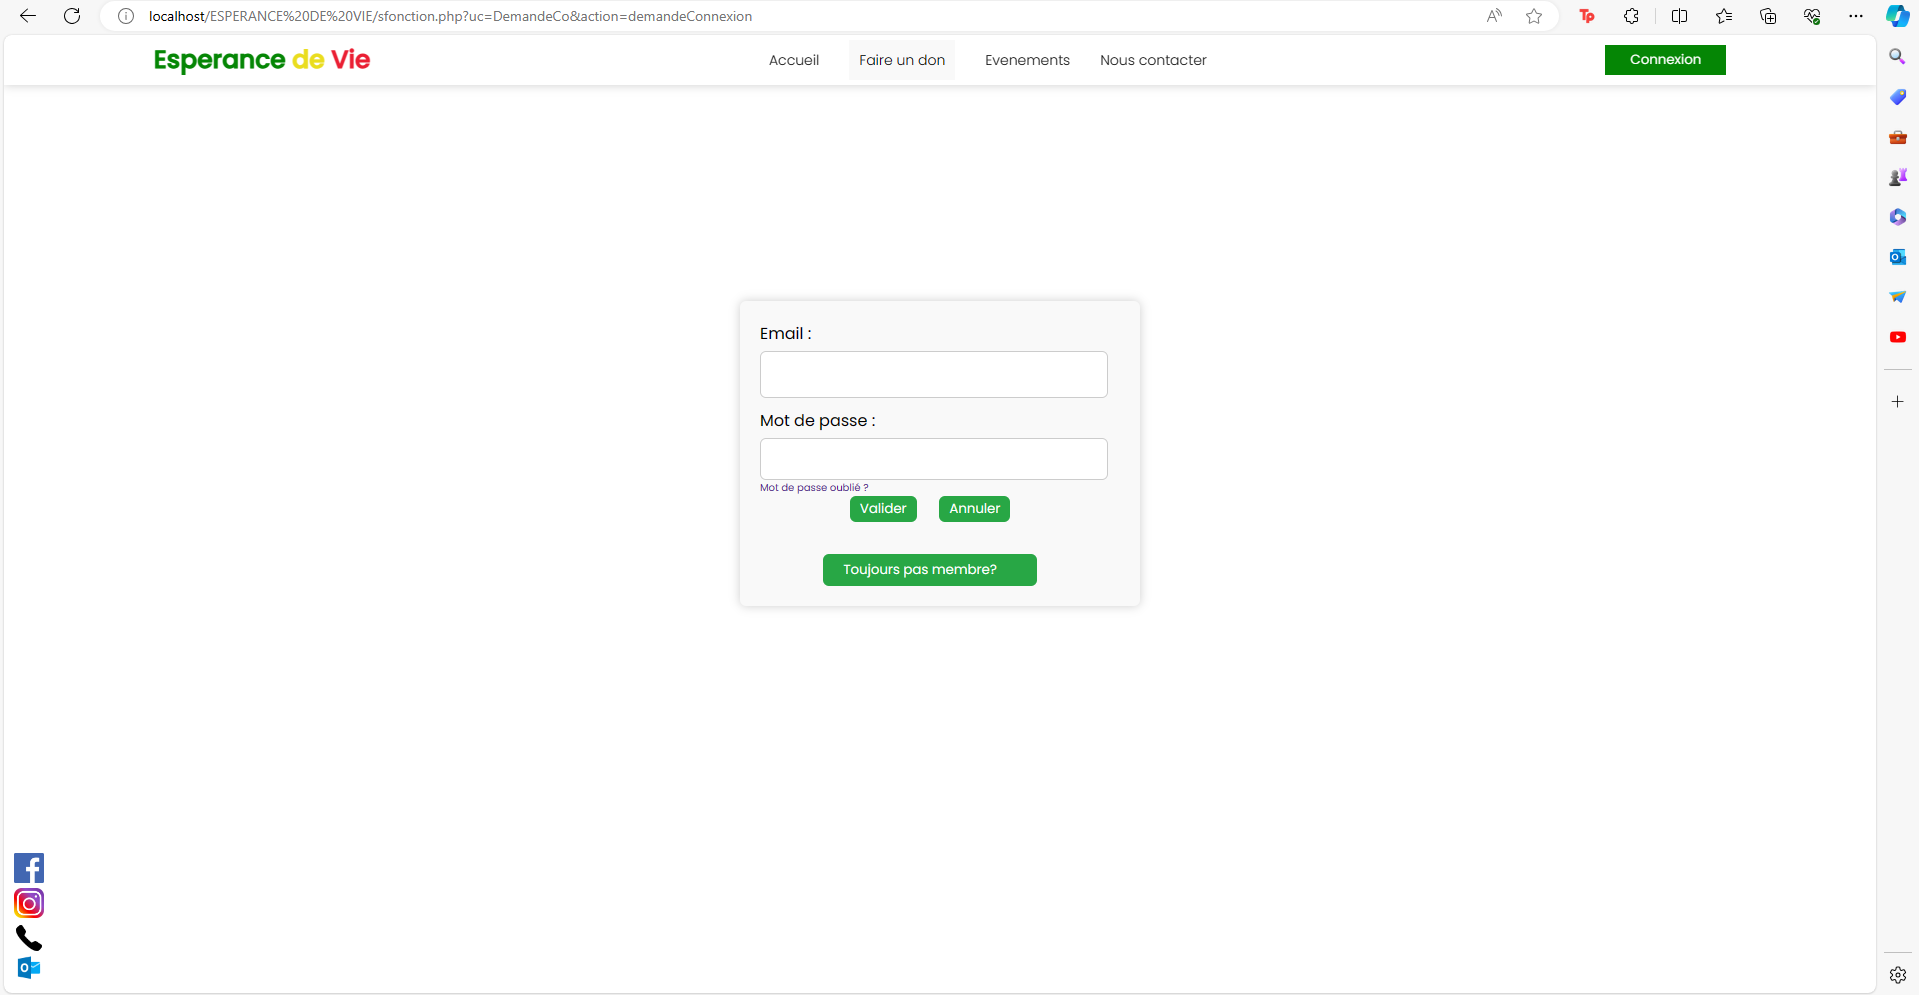 localhost/ESPERANCE%20DE%20VIE/sfonction.php?uc=DemandeCo&action=demandeConnexion
Esperance de Vie
Accueil
Faire un don
Evenements
Nous contacter
Connexion
Email :
Mot de passe :
Mot de passe oublié ?
Valider
Annuler
Toujours pas membre?